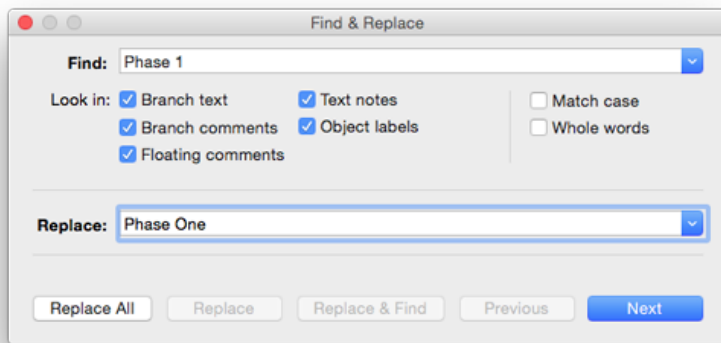 Find & Replace
Find: Phase 1
Look in: Branch text Text notes Match case
Branch comments Object labels Whole words
Floating comments
Replace: Phase One
Replace All Replace Replace & Find Previous Next